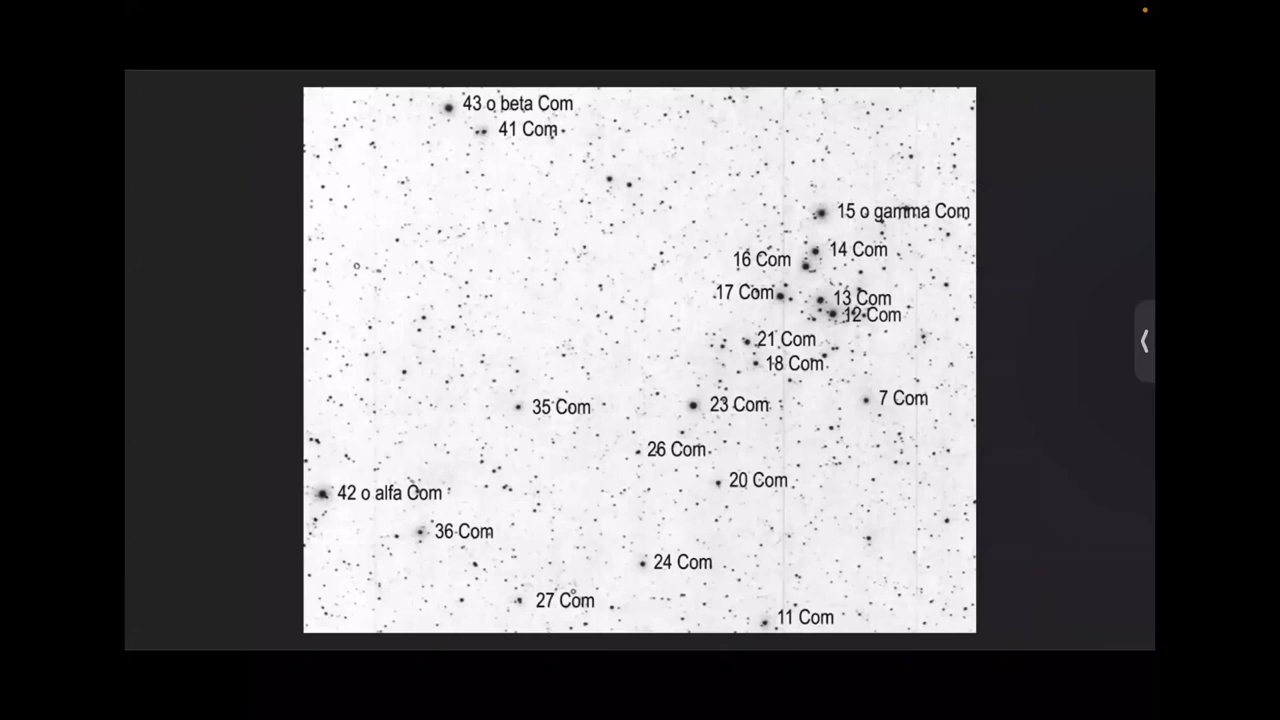 43 o beta Com
41 Com
15 o gamma Com
14 Com
16 Com
17 Com
13 Com
12 Com
21 Com
18 Com
7 Com
35 Com
23 Com
26 Com
20 Com
42 o alfa Com
36 Com
24 Com
27 Com
11 Com